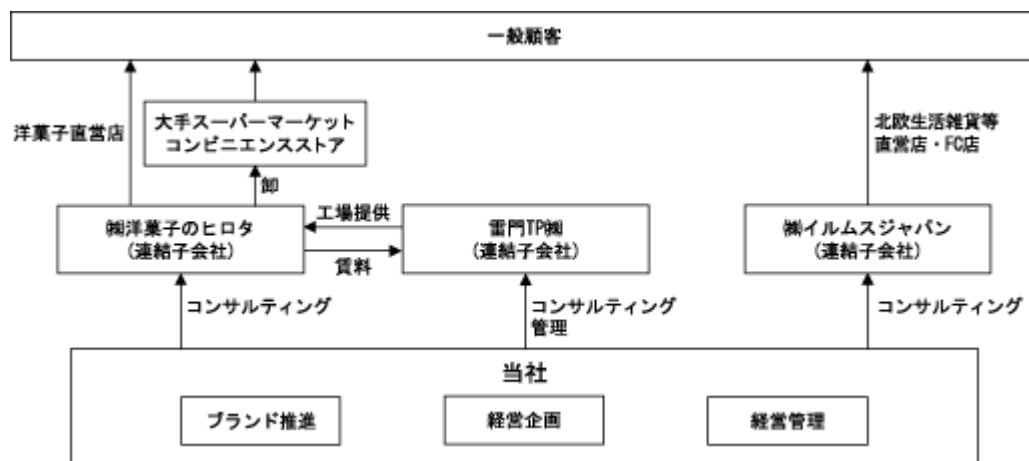 一般顧客
洋菓子直営店
大手スーパーマーケット
コンビニエンスストア
北欧生活雑貨等
直営店・FC店
卸
㈱洋菓子のヒロタ
(連結子会社)
工場提供
賃料
雷門TP㈱
(連結子会社)
㈱イルムスジャパン
(連結子会社)
コンサルティング
コンサルティング
管理
コンサルティング
当社
ブランド推進
経営企画
経営管理